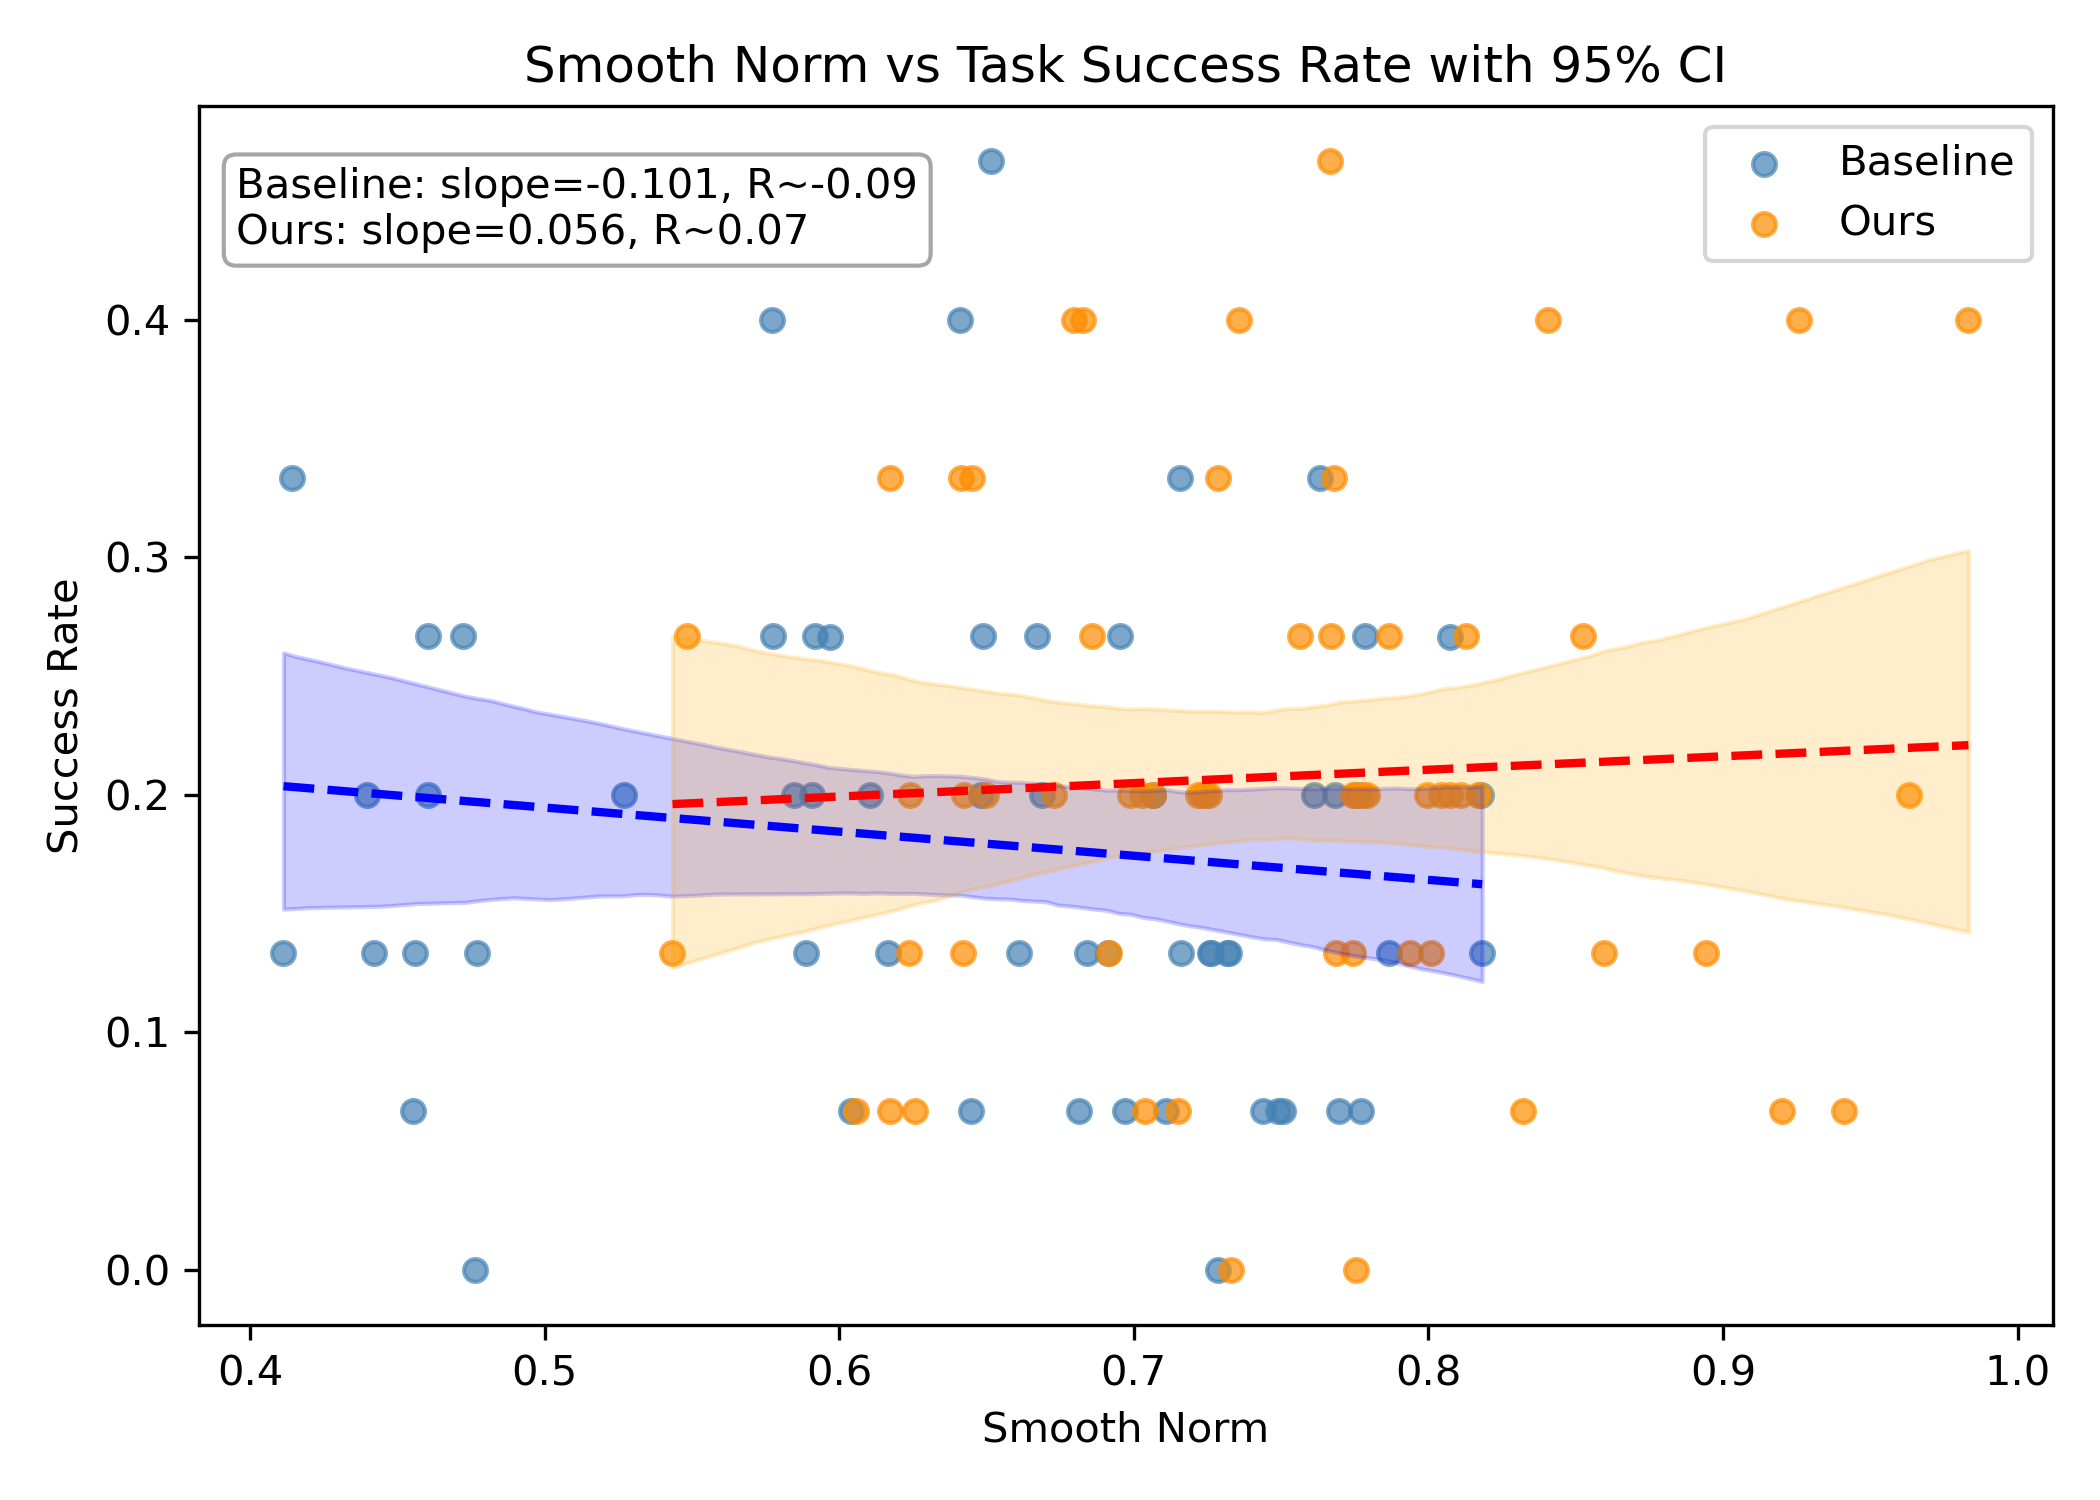 Smooth Norm vs Task Success Rate with 95% CI
Baseline: slope=-0.101, R~-0.09
Ours: slope=0.056, R~0.07
Baseline
Ours
Success Rate
0.4
0.3
0.2
0.1
0.0
0.4 0.5 0.6 0.7 0.8 0.9 1.0
Smooth Norm